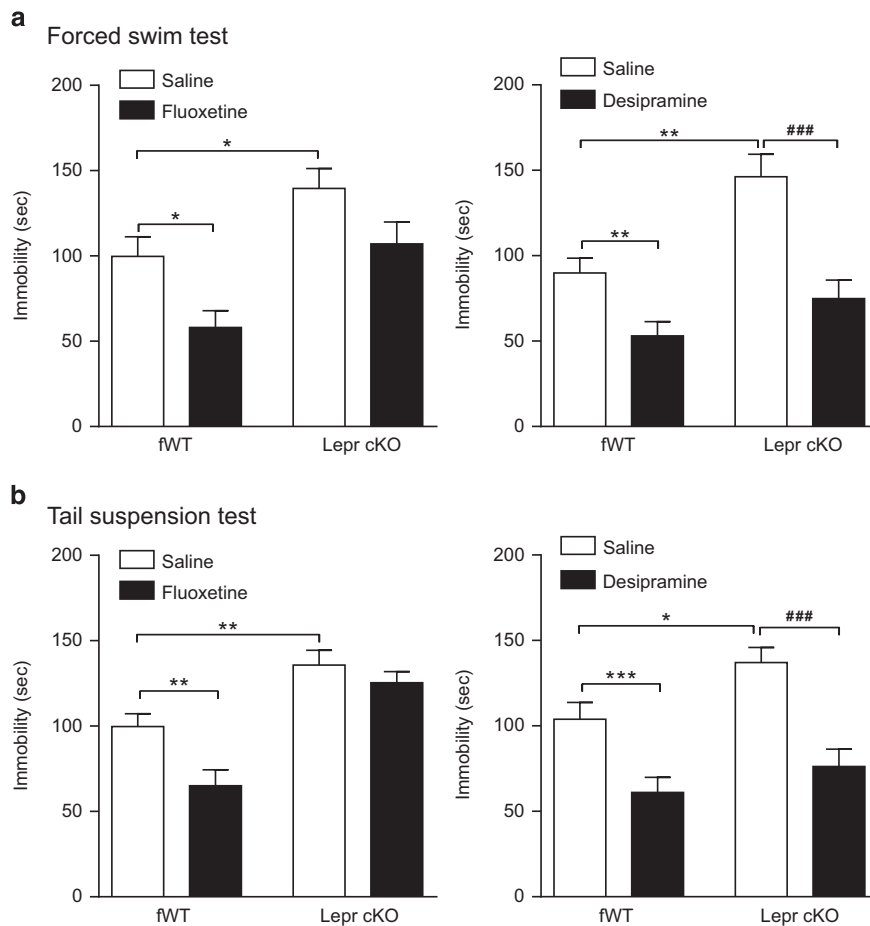 a
Forced swim test
Saline
Fluoxetine
200
150
100
50
0
Immobility (sec)
*
*
fWT
Lepr cKO
Saline
Desipramine
200
150
100
50
0
Immobility (sec)
**
###
**
fWT
Lepr cKO
b
Tail suspension test
Saline
Fluoxetine
200
150
100
50
0
Immobility (sec)
**
**
fWT
Lepr cKO
Saline
Desipramine
200
150
100
50
0
Immobility (sec)
*
###
***
fWT
Lepr cKO